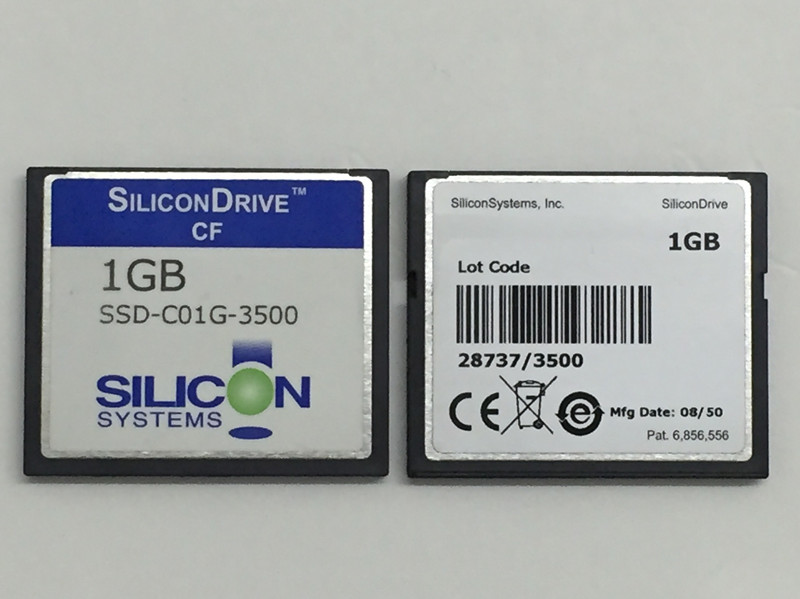 SILICONDRIVE™
CF
1GB
SSD-C01G-3500
SILICON
SYSTEMS
SiliconSystems, Inc. SiliconDrive
1GB
Lot Code
28737/3500
CE e Mfg Date: 08/50
Pat. 6,856,556